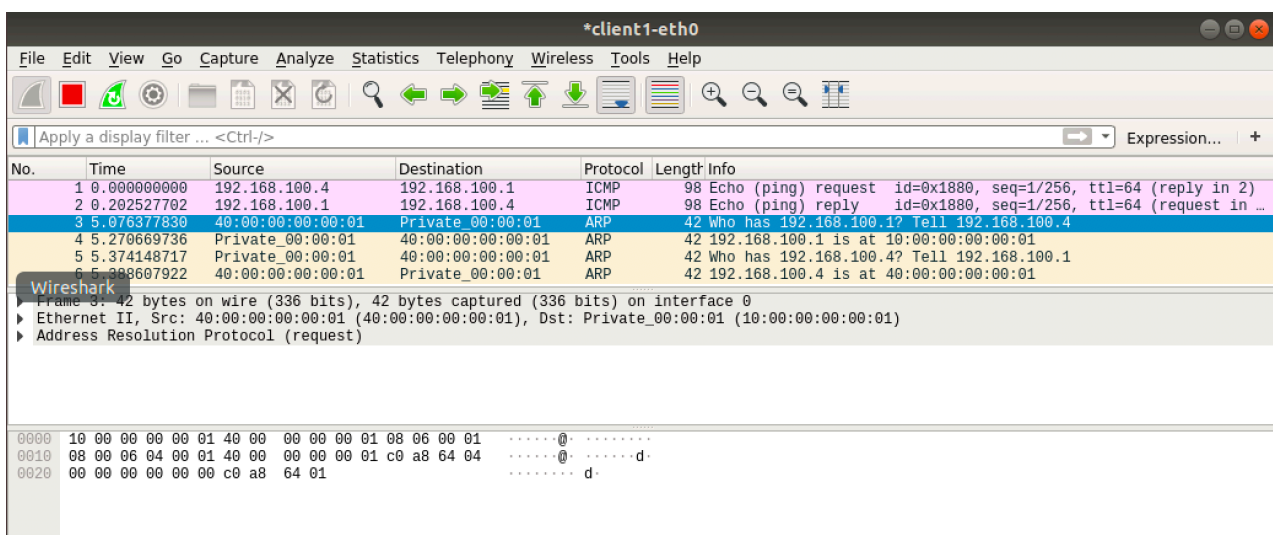 *client1-eth0
File Edit View Go Capture Analyze Statistics Telephony Wireless Tools Help
Apply a display filter ... <Ctrl-/> Expression... +
No. Time Source Destination Protocol Length Info
1 0.000000000 192.168.100.4 192.168.100.1 ICMP 98 Echo (ping) request id=0x1880, seq=1/256, ttl=64 (reply in 2)
2 0.202527702 192.168.100.1 192.168.100.4 ICMP 98 Echo (ping) reply id=0x1880, seq=1/256, ttl=64 (request in …
3 5.076377830 40:00:00:00:00:01 Private_00:00:01 ARP 42 Who has 192.168.100.1? Tell 192.168.100.4
4 5.270669736 Private_00:00:01 40:00:00:00:00:01 ARP 42 192.168.100.1 is at 10:00:00:00:00:01
5 5.374148717 Private_00:00:01 40:00:00:00:00:01 ARP 42 Who has 192.168.100.4? Tell 192.168.100.1
6 5.388607922 40:00:00:00:00:01 Private_00:00:01 ARP 42 192.168.100.4 is at 40:00:00:00:00:01
Wireshark
Frame 3: 42 bytes on wire (336 bits), 42 bytes captured (336 bits) on interface 0
Ethernet II, Src: 40:00:00:00:00:01 (40:00:00:00:00:01), Dst: Private_00:00:01 (10:00:00:00:00:01)
Address Resolution Protocol (request)
0000 10 00 00 00 00 01 40 00 00 00 00 01 08 06 00 01 ······@· ········
0010 08 00 06 04 00 01 40 00 00 00 00 01 c0 a8 64 04 ······@· ······d·
0020 00 00 00 00 00 00 c0 a8 64 01 ········ d·